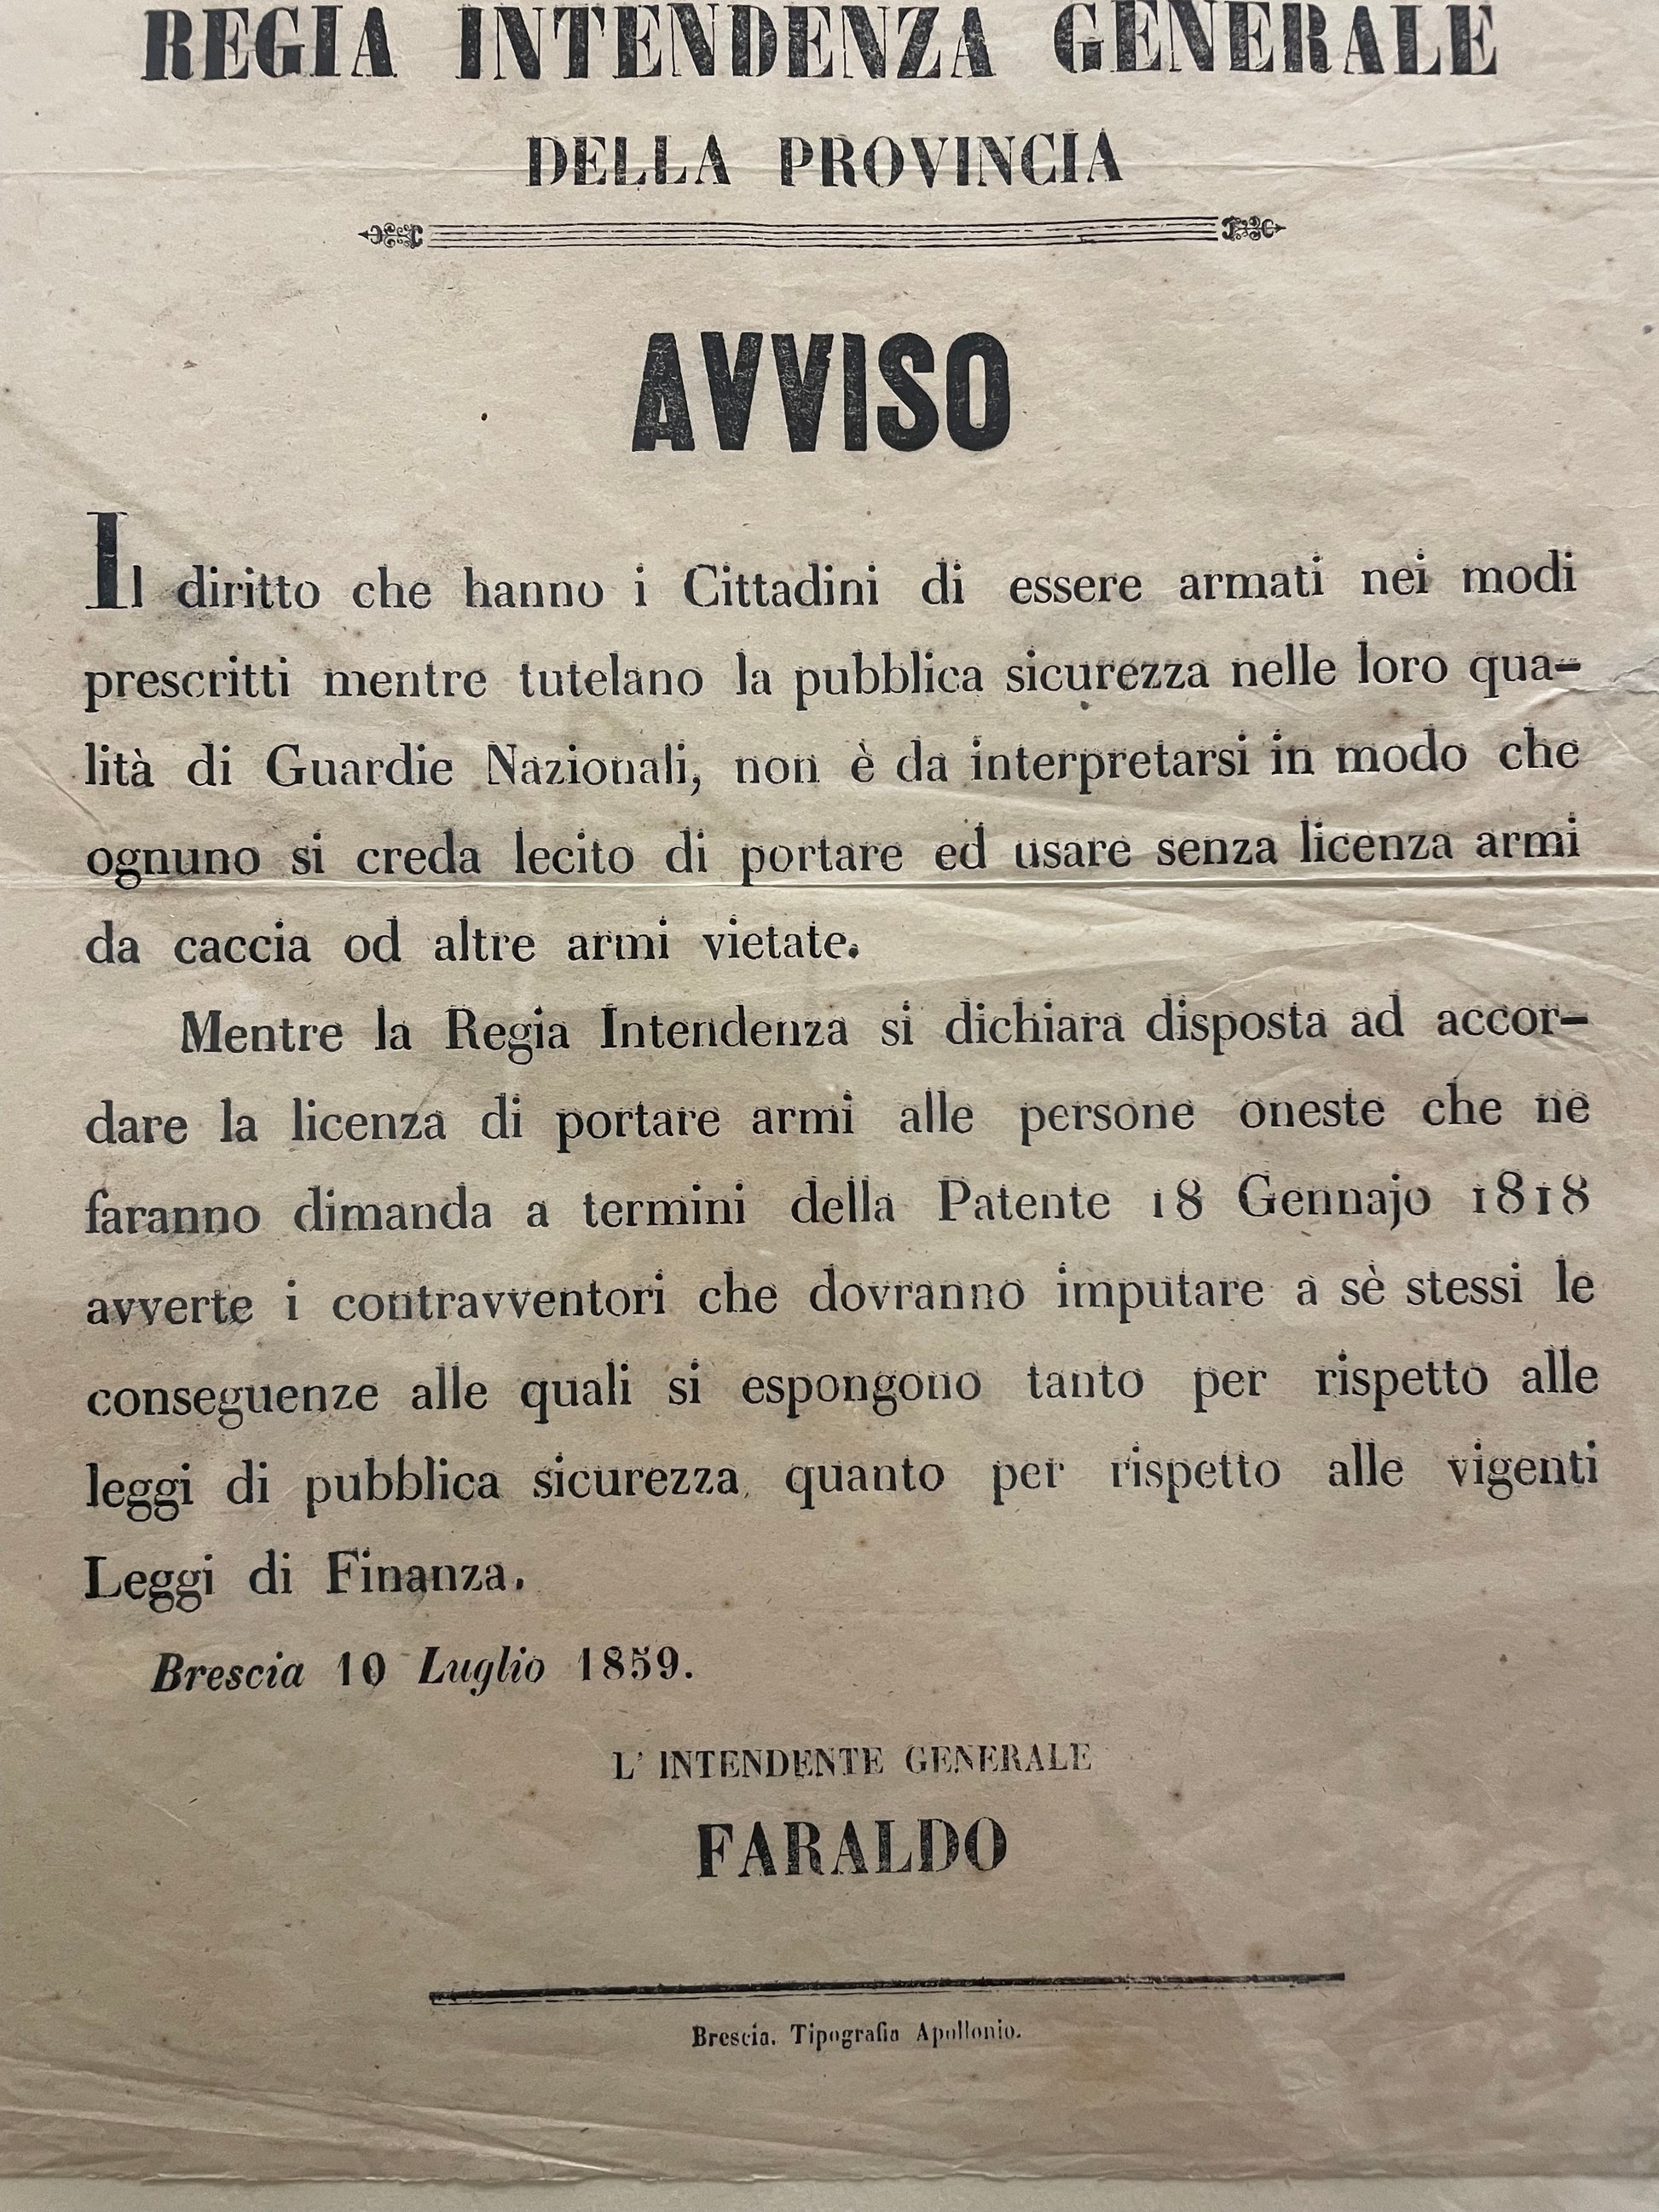 REGIA INTENDENZA GENERALE
DELLA PROVINCIA
AVVISO
Il diritto che hanno i Cittadini di essere armati nei modi
prescritti mentre tutelano la pubblica sicurezza nelle loro qua-
lità di Guardie Nazionali, non è da interpretarsi in modo che
ognuno si creda lecito di portare ed usare senza licenza armi
da caccia od altre armi vietate.
Mentre la Regia Intendenza si dichiara disposta ad accor-
dare la licenza di portare armi alle persone oneste che ne
faranno dimanda a termini della Patente 18 Gennajo 1818
avverte i contravventori che dovranno imputare a sè stessi le
conseguenze alle quali si espongono tanto per rispetto alle
leggi di pubblica sicurezza, quanto per rispetto alle vigenti
Leggi di Finanza.
Brescia 10 Luglio 1859.
L' INTENDENTE GENERALE
FARALDO
Brescia. Tipografia Apollonio.